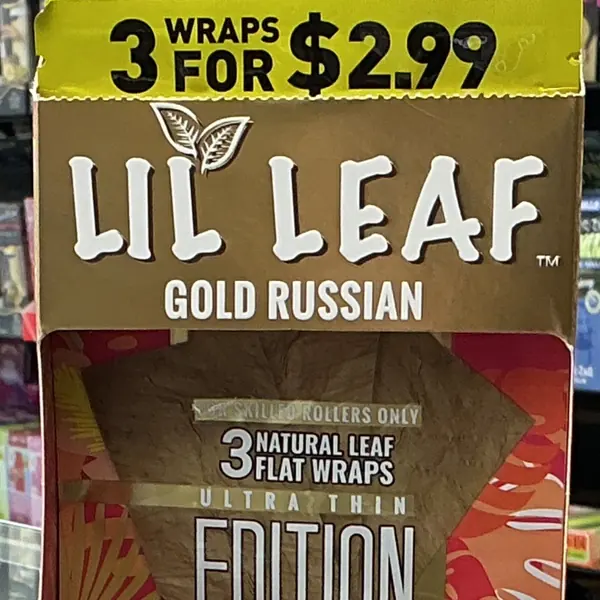 3 WRAPS FOR $2.99
LIL' LEAF
TM
GOLD RUSSIAN
SKILLED ROLLERS ONLY
3 NATURAL LEAF
FLAT WRAPS
ULTRA THIN
EDITION